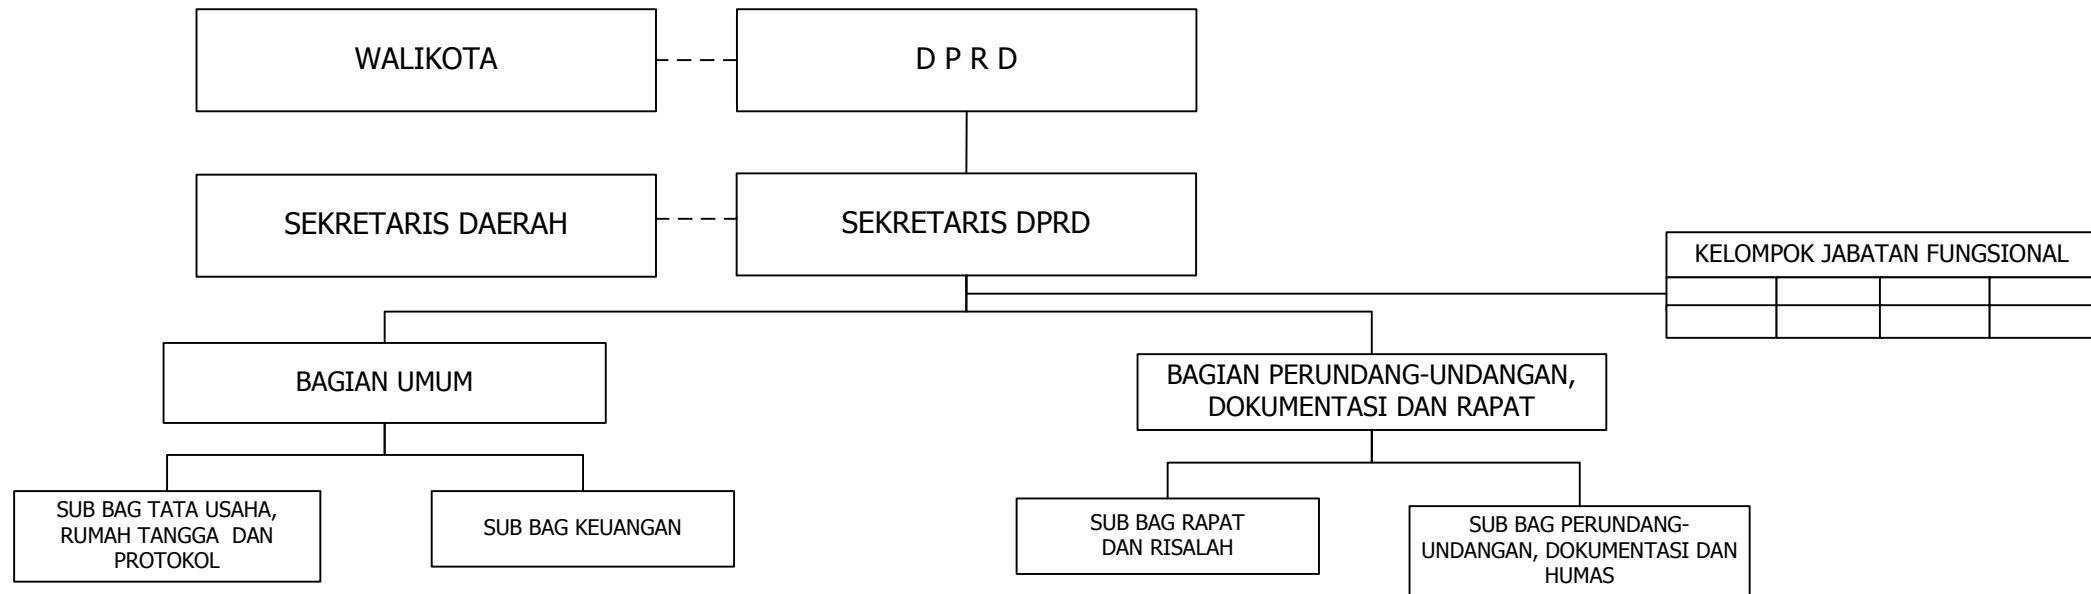 WALIKOTA
D P R D
SEKRETARIS DAERAH
SEKRETARIS DPRD
KELOMPOK JABATAN FUNGSIONAL
BAGIAN UMUM
BAGIAN PERUNDANG-UNDANGAN,
DOKUMENTASI DAN RAPAT
SUB BAG TATA USAHA,
RUMAH TANGGA  DAN
PROTOKOL
SUB BAG KEUANGAN
SUB BAG RAPAT
DAN RISALAH
SUB BAG PERUNDANG-
UNDANGAN, DOKUMENTASI DAN
HUMAS